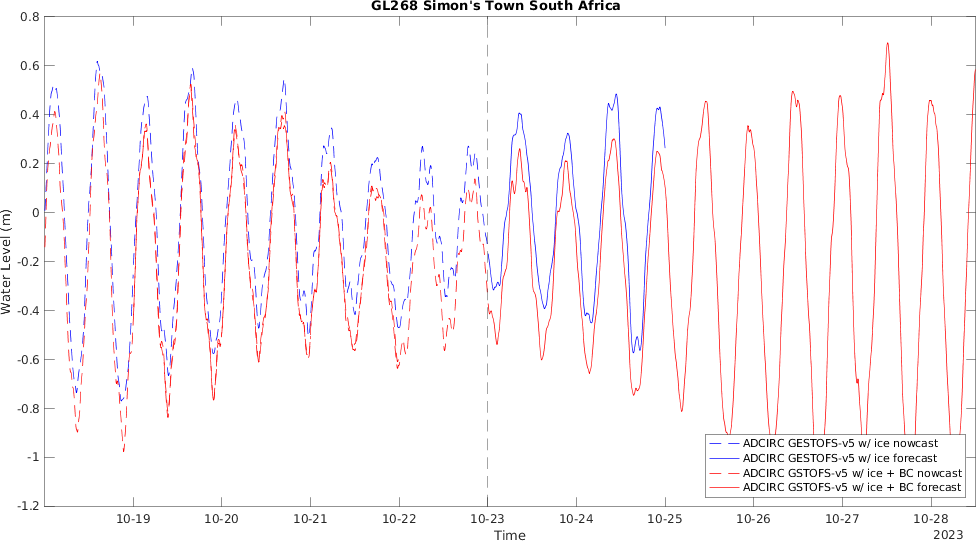 GL268 Simon's Town South Africa
0.8
0.6
0.4
0.2
0
-0.2
-0.4
-0.6
-0.8
-1
-1.2
Water Level (m)
ADCIRC GESTOFS-v5 w/ ice nowcast
ADCIRC GESTOFS-v5 w/ ice forecast
ADCIRC GSTOFS-v5 w/ ice + BC nowcast
ADCIRC GSTOFS-v5 w/ ice + BC forecast
10-19 10-20 10-21 10-22 10-23 10-24 10-25 10-26 10-27 10-28
Time
2023